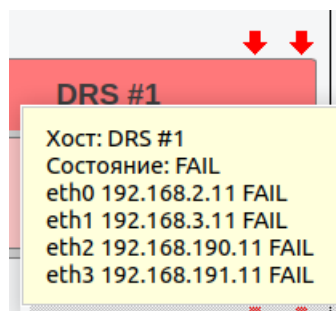 DRS #1
Хост: DRS #1
Состояние: FAIL
eth0 192.168.2.11 FAIL
eth1 192.168.3.11 FAIL
eth2 192.168.190.11 FAIL
eth3 192.168.191.11 FAIL